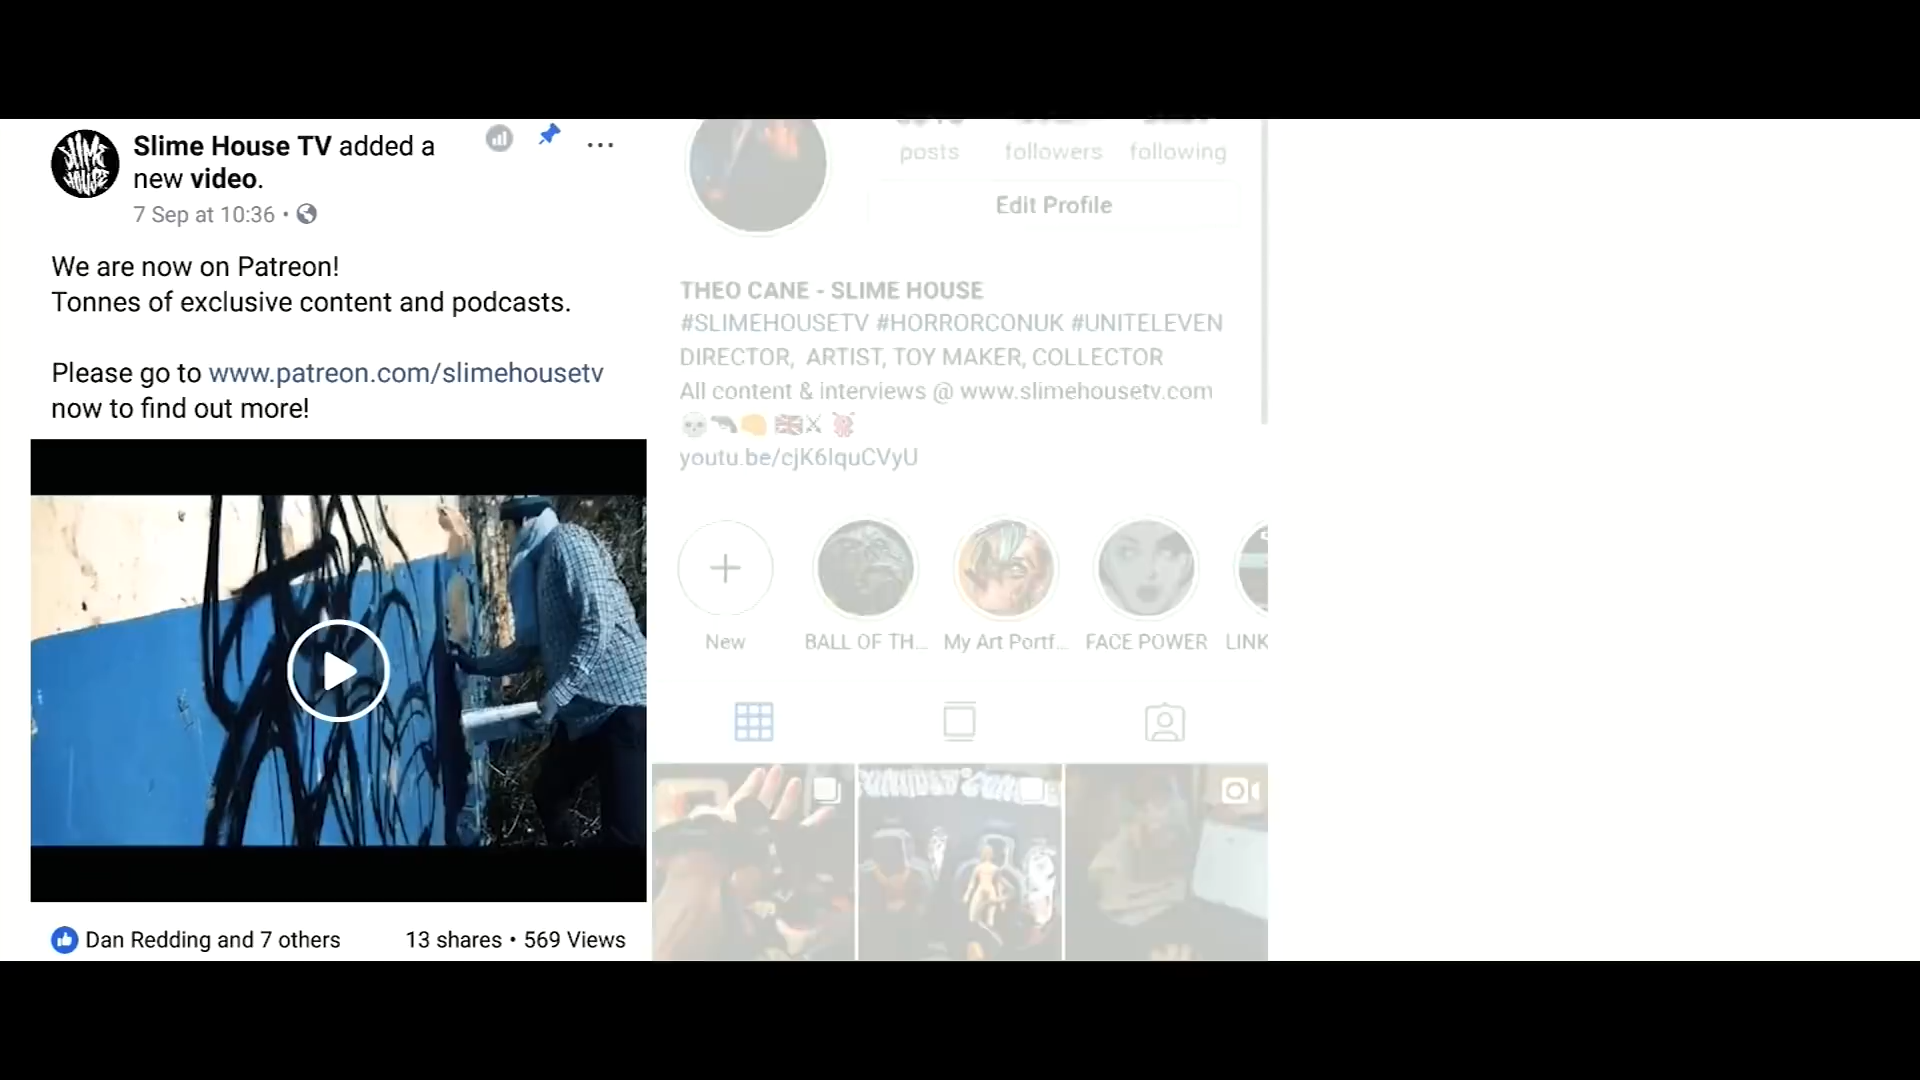 SLIME
HOUSE
Slime House TV added a
new video.
7 Sep at 10:36 •
We are now on Patreon!
Tonnes of exclusive content and podcasts.
Please go to www.patreon.com/slimehousetv
now to find out more!
Dan Redding and 7 others
13 shares • 569 Views
posts followers following
Edit Profile
THEO CANE - SLIME HOUSE
#SLIMEHOUSETV #HORRORCONUK #UNITELEVEN
DIRECTOR, ARTIST, TOY MAKER, COLLECTOR
All content & interviews @ www.slimehousetv.com
youtu.be/cjK6IquCVyU
New
BALL OF TH...
My Art Portf...
FACE POWER
LINK